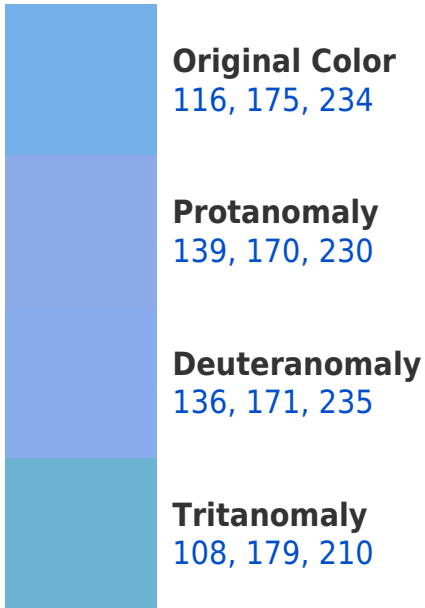 Original Color
116, 175, 234
Protanomaly
139, 170, 230
Deuteranomaly
136, 171, 235
Tritanomaly
108, 179, 210